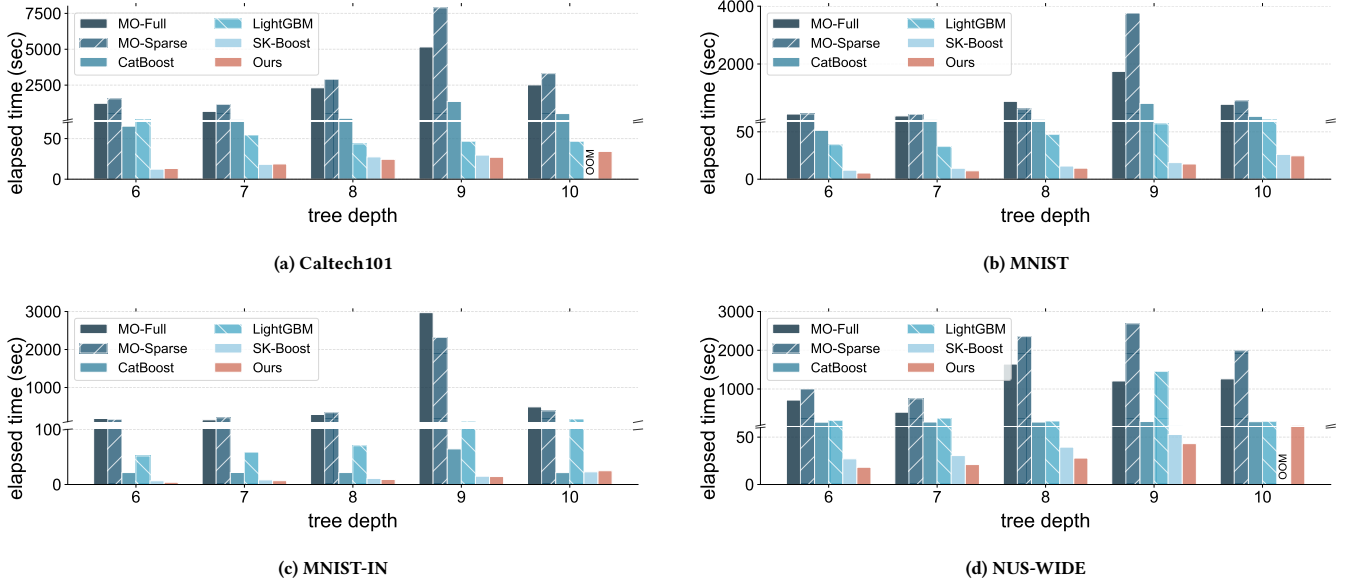 7500
5000
2500
50
0
elapsed time (sec)
MO-Full
MO-Sparse
CatBoost
LightGBM
SK-Boost
Ours
OOM
6 7 8 9 10
tree depth
(a) Caltech101
4000
2000
50
0
elapsed time (sec)
MO-Full
MO-Sparse
CatBoost
LightGBM
SK-Boost
Ours
6 7 8 9 10
tree depth
(b) MNIST
3000
2000
1000
100
0
elapsed time (sec)
MO-Full
MO-Sparse
CatBoost
LightGBM
SK-Boost
Ours
6 7 8 9 10
tree depth
(c) MNIST-IN
3000
2000
1000
50
0
elapsed time (sec)
MO-Full
MO-Sparse
CatBoost
LightGBM
SK-Boost
Ours
OOM
6 7 8 9 10
tree depth
(d) NUS-WIDE